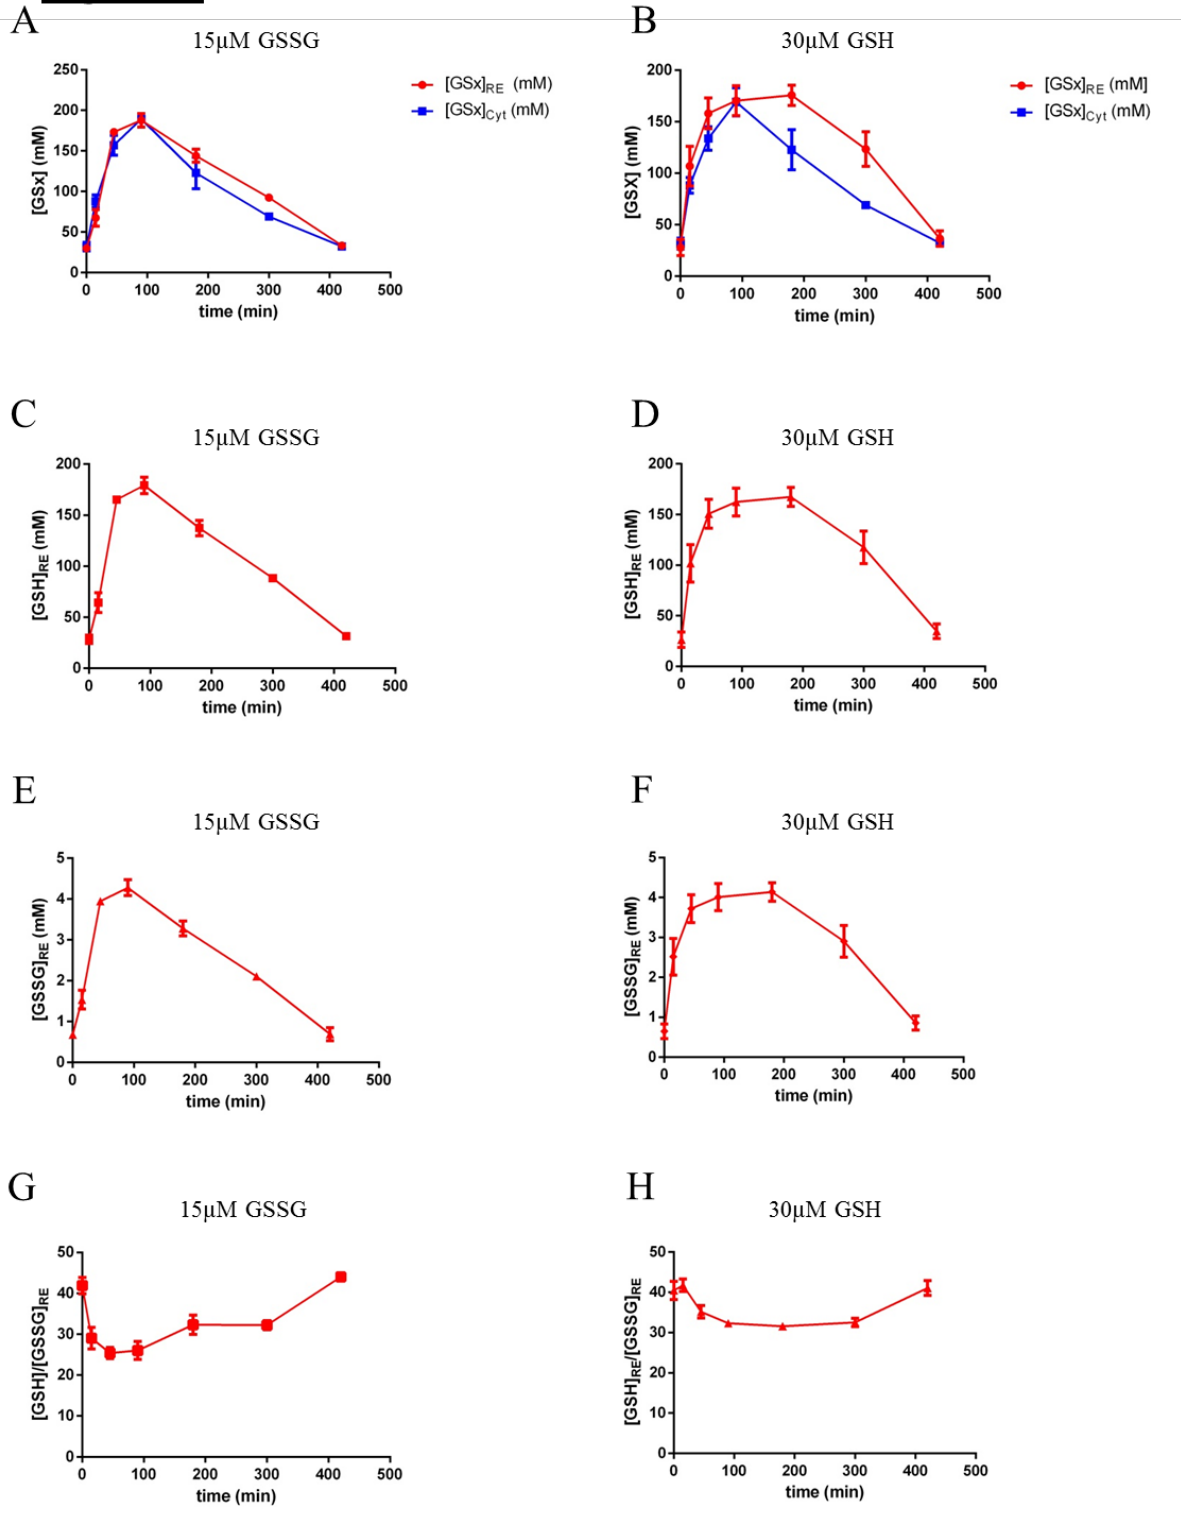 A
B
15µM GSSG
30µM GSH
250
200
150
100
50
0
0 100 200 300 400 500
time (min)
[GSx] (mM)
[GSx]RE (mM)
[GSx]Cyt (mM)
200
150
100
50
0
0 100 200 300 400 500
time (min)
[GSX] (mM)
[GSx]RE (mM]
[GSx]Cyt (mM)
C
D
15µM GSSG
30µM GSH
200
150
100
50
0
0 100 200 300 400 500
time (min)
[GSH]RE (mM)
200
150
100
50
0
0 100 200 300 400 500
time (min)
[GSH]RE (mM)
E
F
15µM GSSG
30µM GSH
5
4
3
2
1
0
0 100 200 300 400 500
time (min)
[GSSG]RE (mM)
5
4
3
2
1
0
0 100 200 300 400 500
time (min)
[GSSG]RE (mM)
G
H
15µM GSSG
30µM GSH
50
40
30
20
10
0
0 100 200 300 400 500
time (min)
[GSH]/[GSSG]RE
50
40
30
20
10
0
0 100 200 300 400 500
time (min)
[GSH]RE/[GSSG]RE